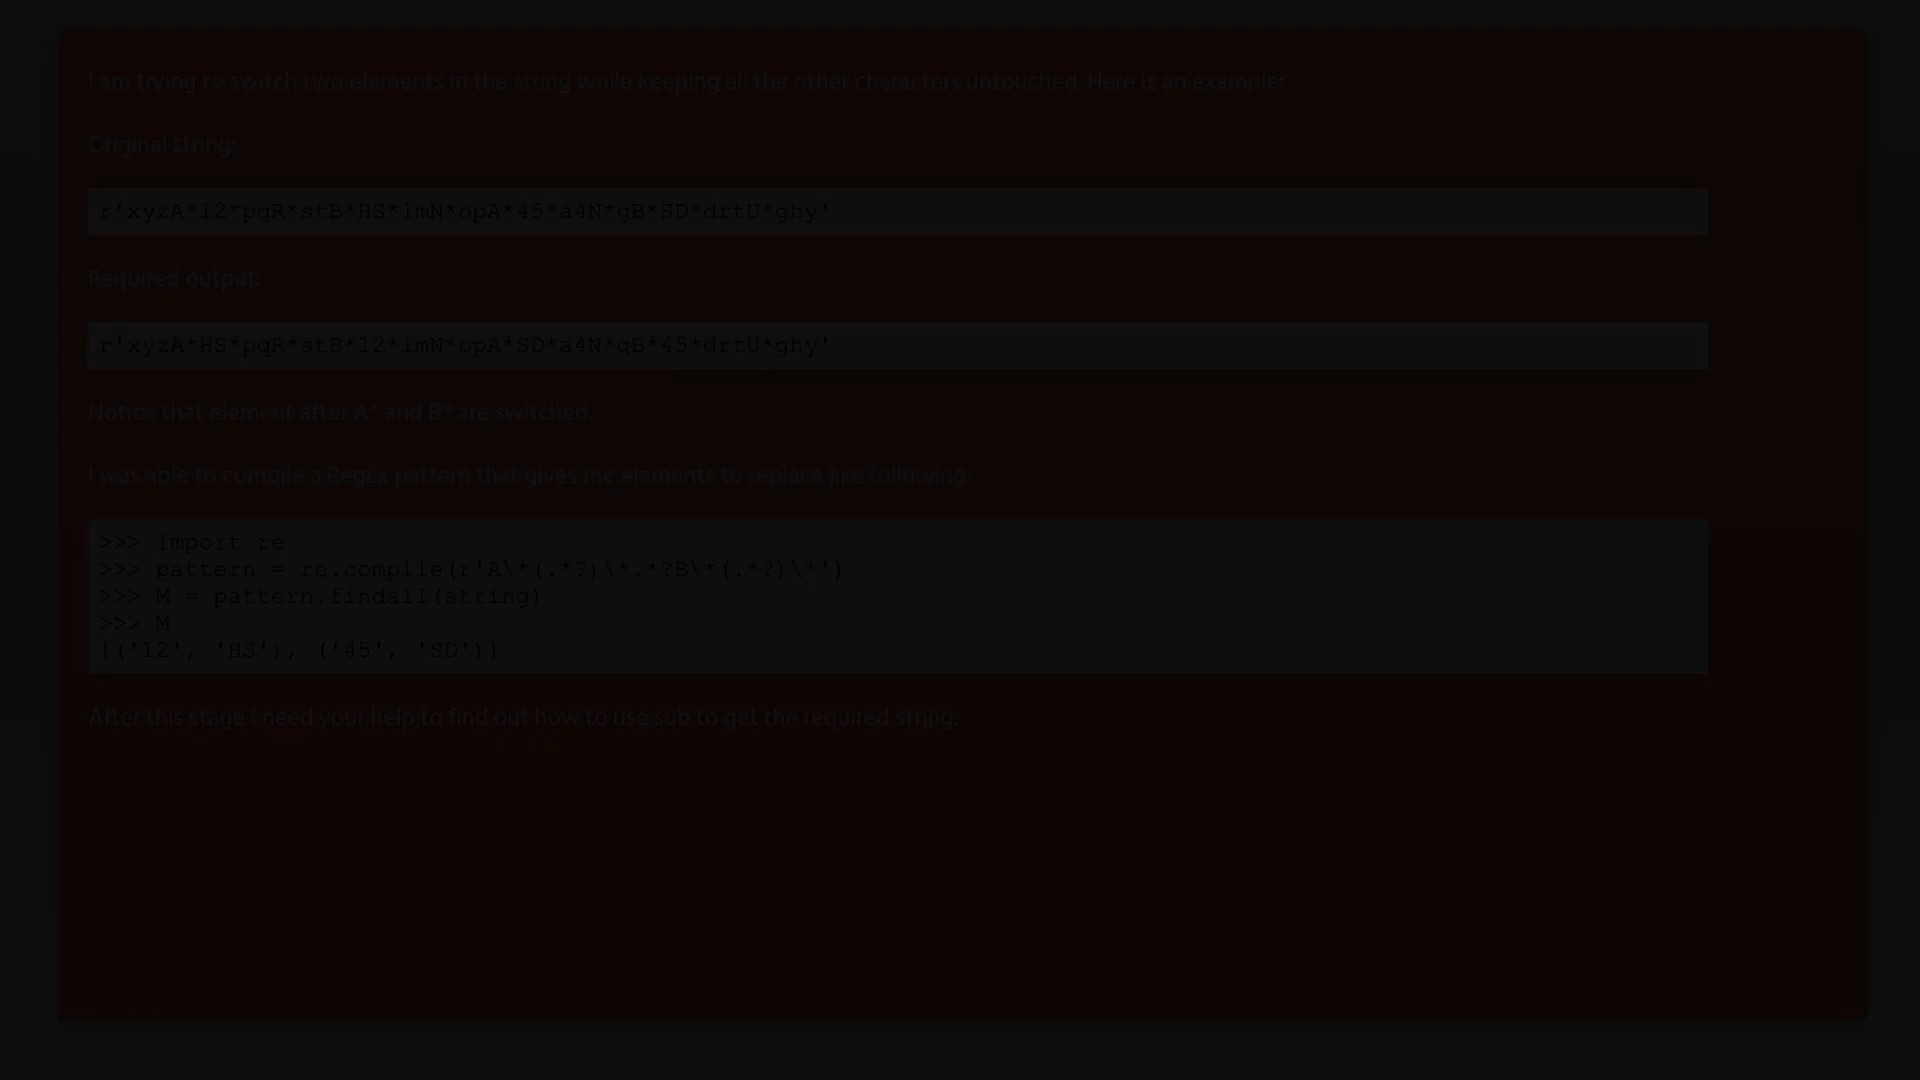 I am trying to switch two elements in the string while keeping all the other characters untouched. Here is an example:
Original string:
r'xyzA*12*pqR*stB*HS*lmN*opA*45*a4N*gB*SD*drtU*ghy'
Required output:
r'xyzA*HS*pqR*stB*12*lmN*opA*SD*a4N*gB*45*drtU*ghy'
Notice that element after A* and B* are switched.
I was able to compile a RegEx pattern that gives me elements to replace like following:
>>> import re
>>> pattern = re.compile(r'A\*(.*?)\*.*?B\*(.*?)\*')
>>> M = pattern.findall(string)
>>> M
[('12', 'HS'), ('45', 'SD')]
After this stage I need your help to find out how to use sub to get the required string.